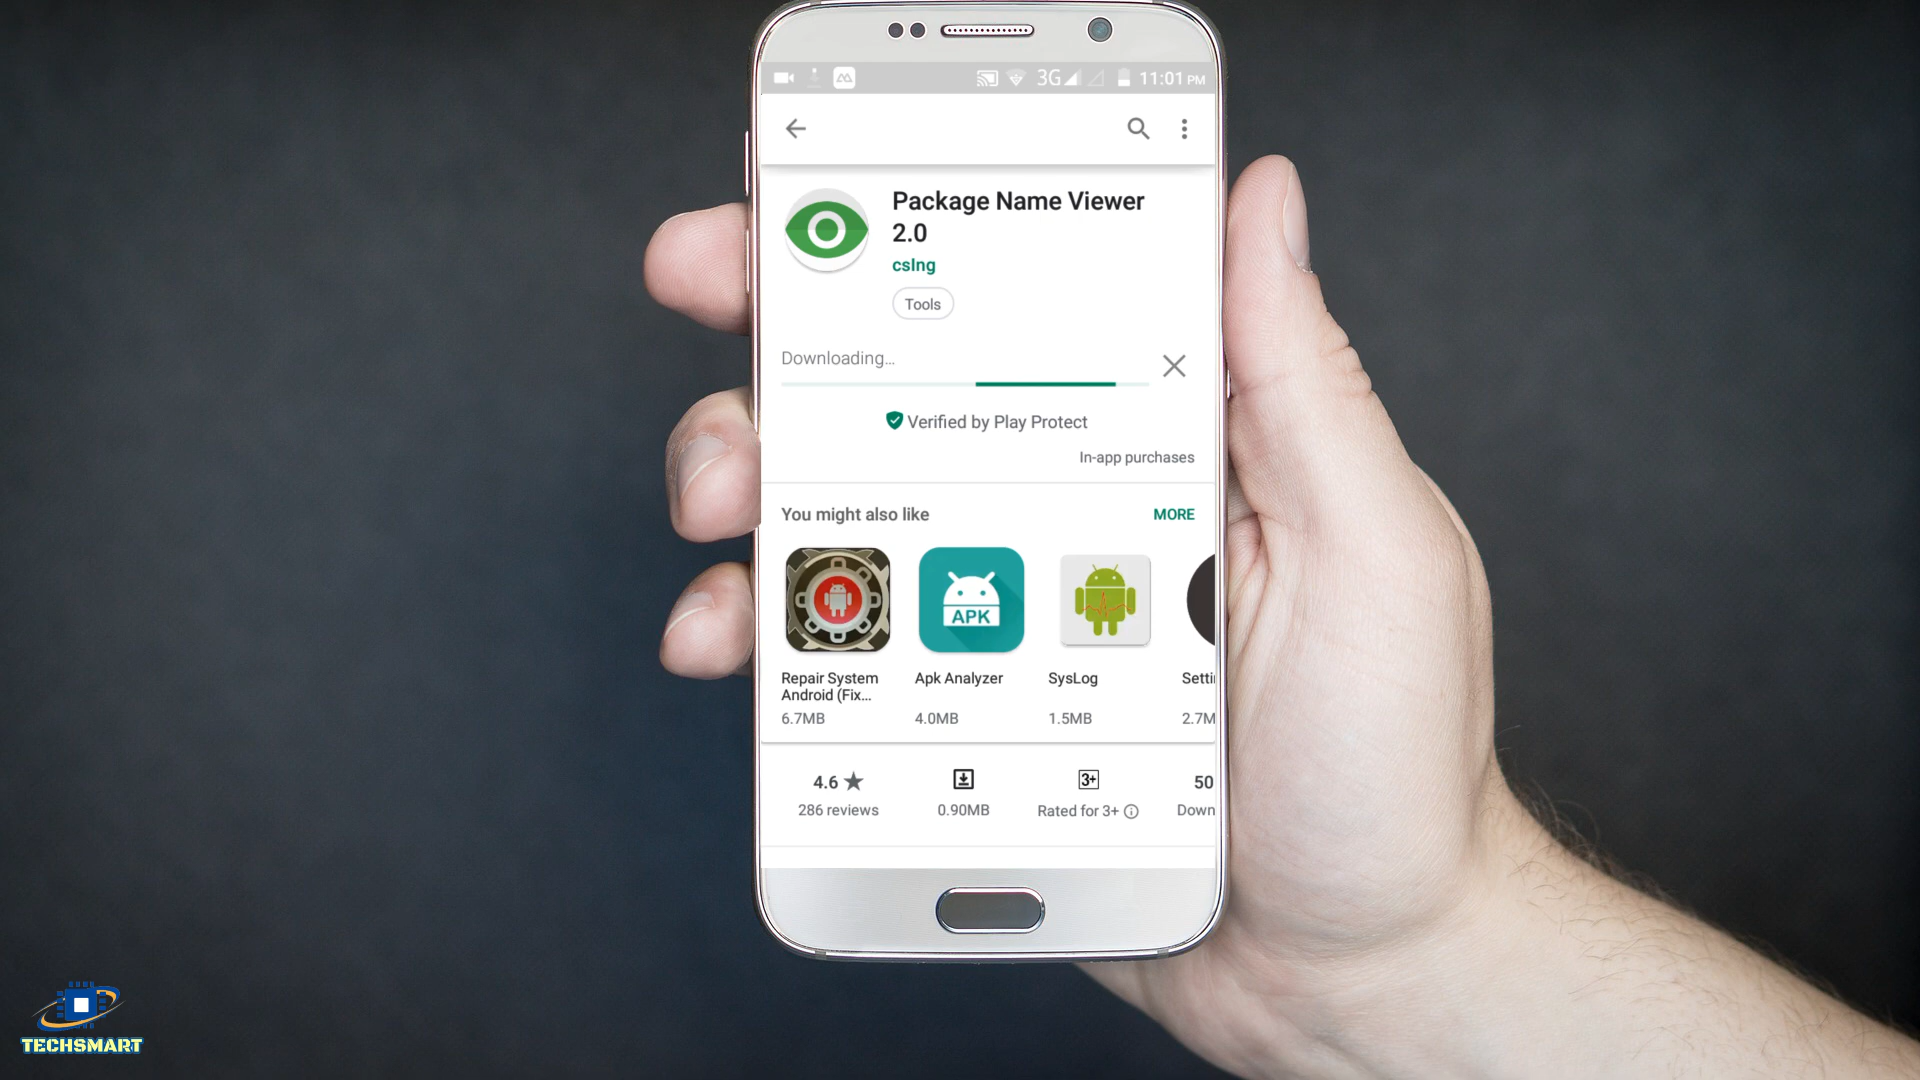 3G 11:01 PM
Package Name Viewer
2.0
cslng
Tools
Downloading...
Verified by Play Protect
In-app purchases
You might also like
MORE
APK
Repair System
Android (Fix...
Apk Analyzer
SysLog
Setti
6.7MB
4.0MB
1.5MB
2.7M
4.6
3+
50
286 reviews
0.90MB
Rated for 3+
Down
TECHSMART